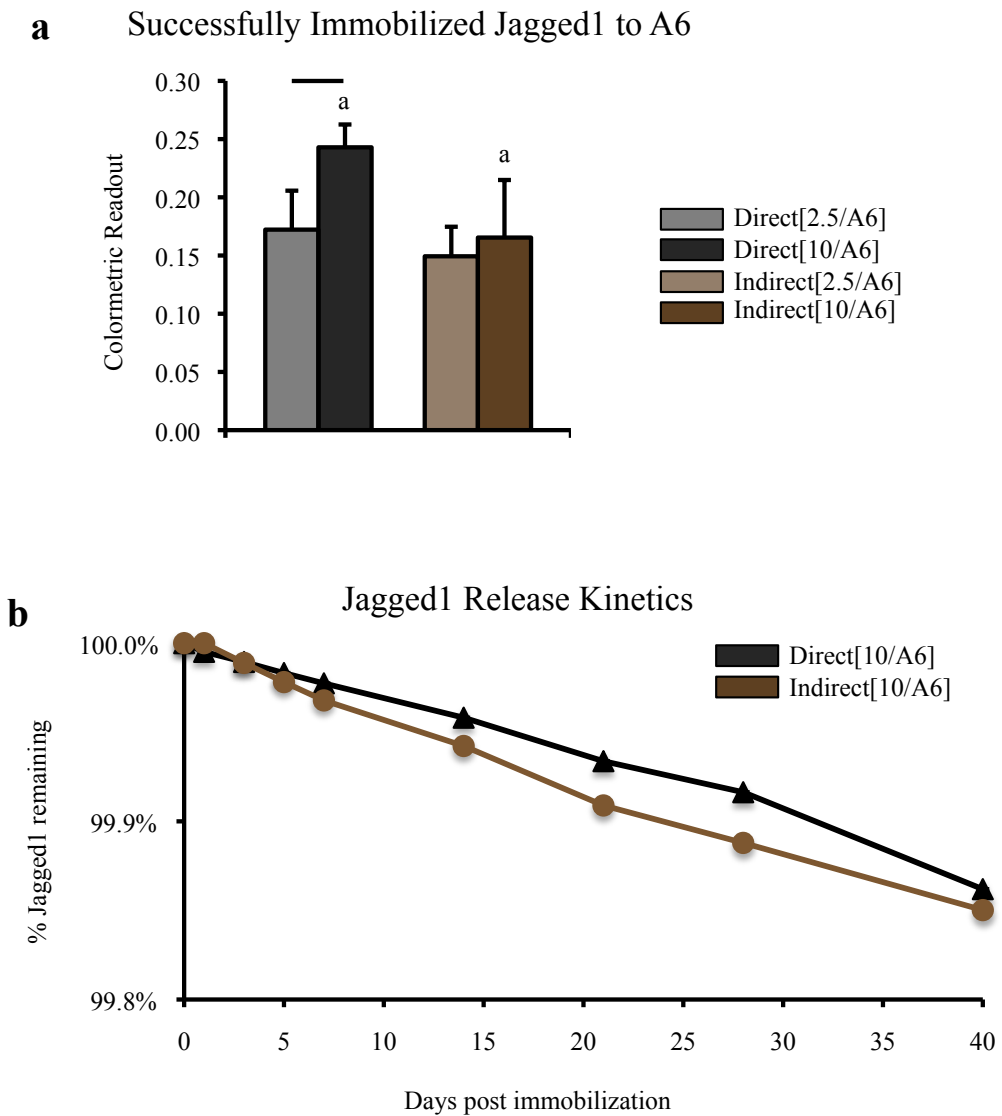 a
Successfully Immobilized Jagged1 to A6
Colormetric Readout
0.30
0.25
0.20
0.15
0.10
0.05
0.00
a
a
Direct[2.5/A6]
Direct[10/A6]
Indirect[2.5/A6]
Indirect[10/A6]
b
Jagged1 Release Kinetics
% Jagged1 remaining
100.0%
99.9%
99.8%
Direct[10/A6]
Indirect[10/A6]
0 5 10 15 20 25 30 35 40
Days post immobilization